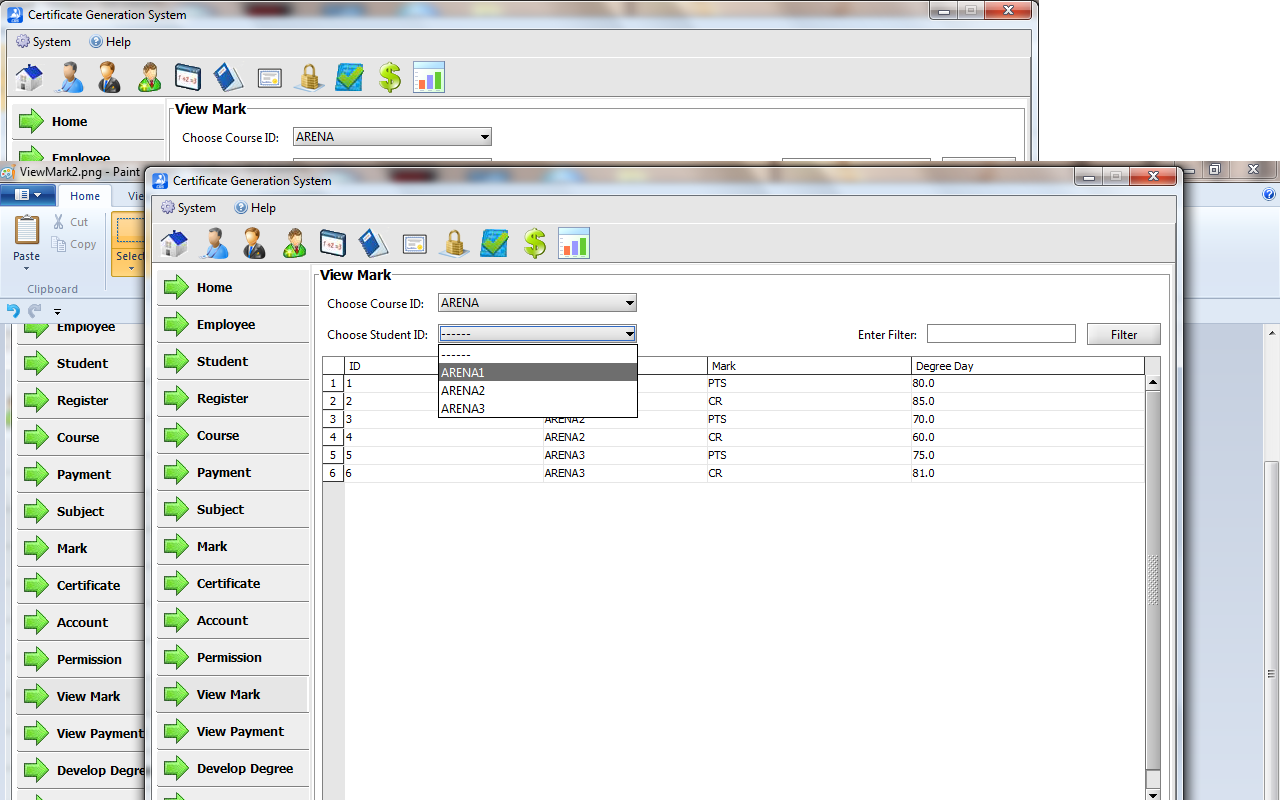 Certificate Generation System
System Help
Home
Employee
View Mark
Choose Course ID: ARENA
ViewMark2.png - Paint
Home
Paste
Cut
Copy
Clipboard
Employee
Student
Register
Course
Payment
Subject
Mark
Certificate
Account
Permission
View Mark
View Payment
Certificate Generation System
System Help
Home
Employee
Student
Register
Course
Payment
Subject
Mark
Certificate
Account
Permission
View Mark
View Payment
Develop Degree
View Mark
Choose Course ID: ARENA
Choose Student ID: ------
Enter Filter: Filter
------
ARENA1
ARENA2
ARENA3
ID Mark Degree Day
1 1 PTS 80.0
2 2 CR 85.0
3 3 ARENA2 PTS 70.0
4 4 ARENA2 CR 60.0
5 5 ARENA3 PTS 75.0
6 6 ARENA3 CR 81.0